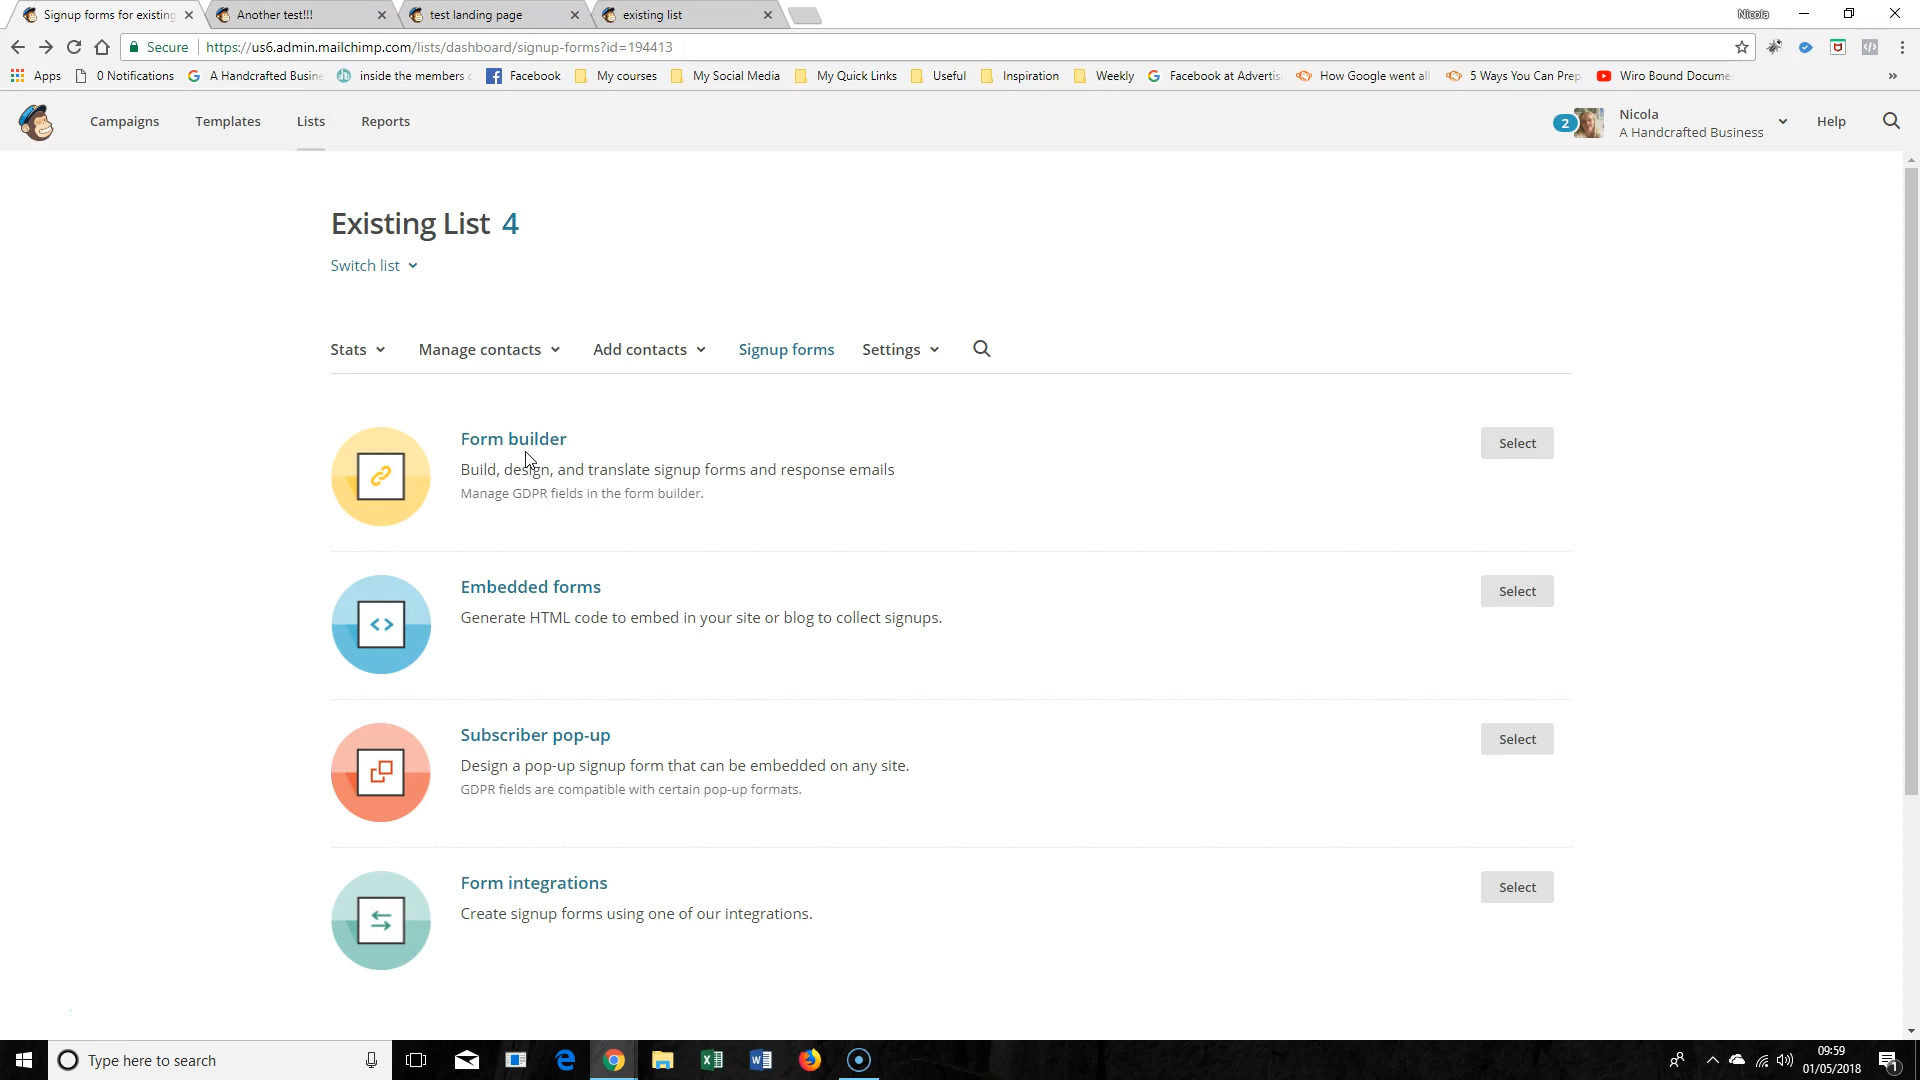 Signup forms for existing
Another test!!!
test landing page
existing list
Nicola
Secure
https://us6.admin.mailchimp.com/lists/dashboard/signup-forms?id=194413
Apps
0 Notifications
A Handcrafted Busine
inside the members
Facebook
My courses
My Social Media
My Quick Links
Useful
Inspiration
Weekly
Facebook at Advertis
How Google went all
5 Ways You Can Prep
Wiro Bound Docume
»
Campaigns
Templates
Lists
Reports
2
Nicola
A Handcrafted Business
Help
Existing List 4
Switch list
Stats
Manage contacts
Add contacts
Signup forms
Settings
Form builder
Select
Build, design, and translate signup forms and response emails
Manage GDPR fields in the form builder.
Embedded forms
Select
Generate HTML code to embed in your site or blog to collect signups.
Subscriber pop-up
Select
Design a pop-up signup form that can be embedded on any site.
GDPR fields are compatible with certain pop-up formats.
Form integrations
Select
Create signup forms using one of our integrations.
Type here to search
09:59
01/05/2018
1